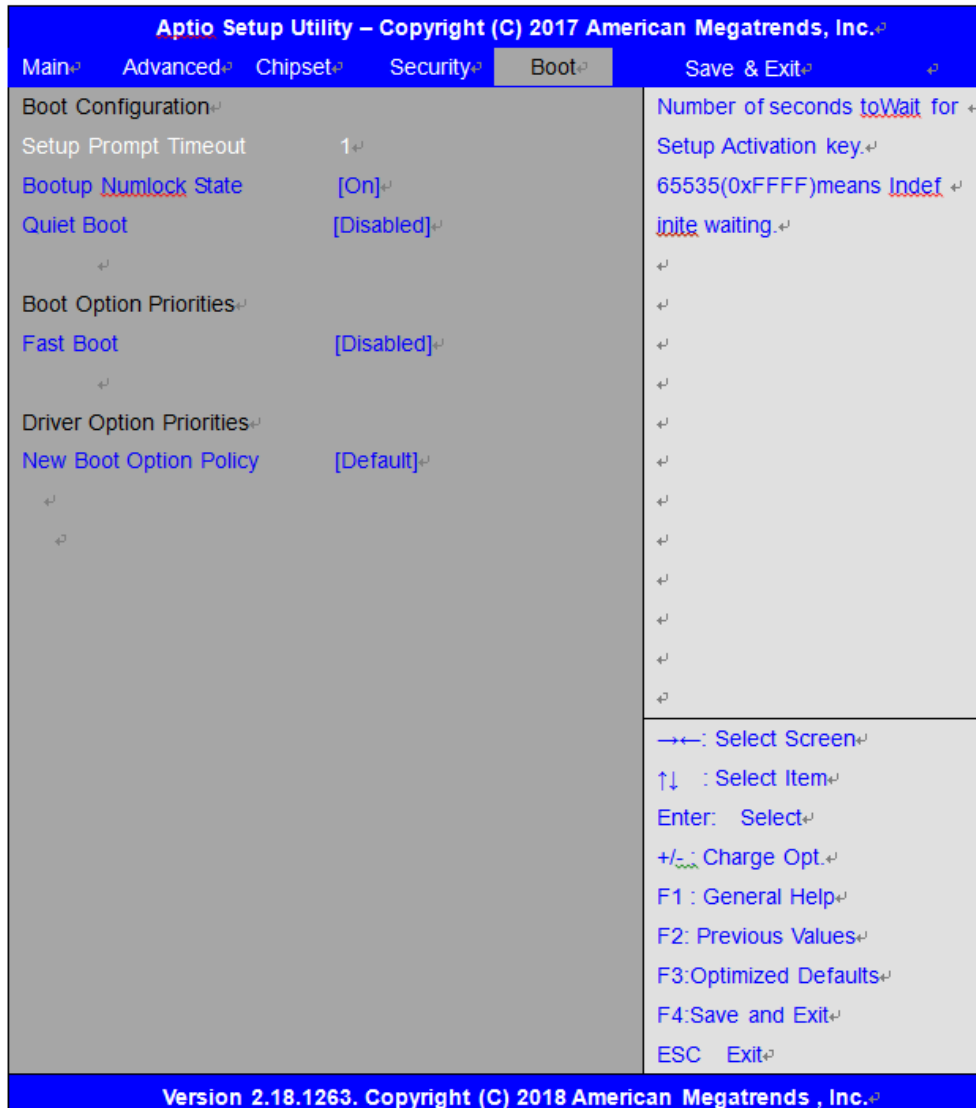 Aptio Setup Utility – Copyright (C) 2017 American Megatrends, Inc.
Main Advanced Chipset Security Boot Save & Exit
Boot Configuration
Setup Prompt Timeout 1
Bootup Numlock State [On]
Quiet Boot [Disabled]
Boot Option Priorities
Fast Boot [Disabled]
Driver Option Priorities
New Boot Option Policy [Default]
Number of seconds toWait for
Setup Activation key.
65535(0xFFFF)means Indef
inite waiting.
→←: Select Screen
↑↓ : Select Item
Enter: Select
+/- : Charge Opt.
F1 : General Help
F2: Previous Values
F3:Optimized Defaults
F4:Save and Exit
ESC Exit
Version 2.18.1263. Copyright (C) 2018 American Megatrends , Inc.